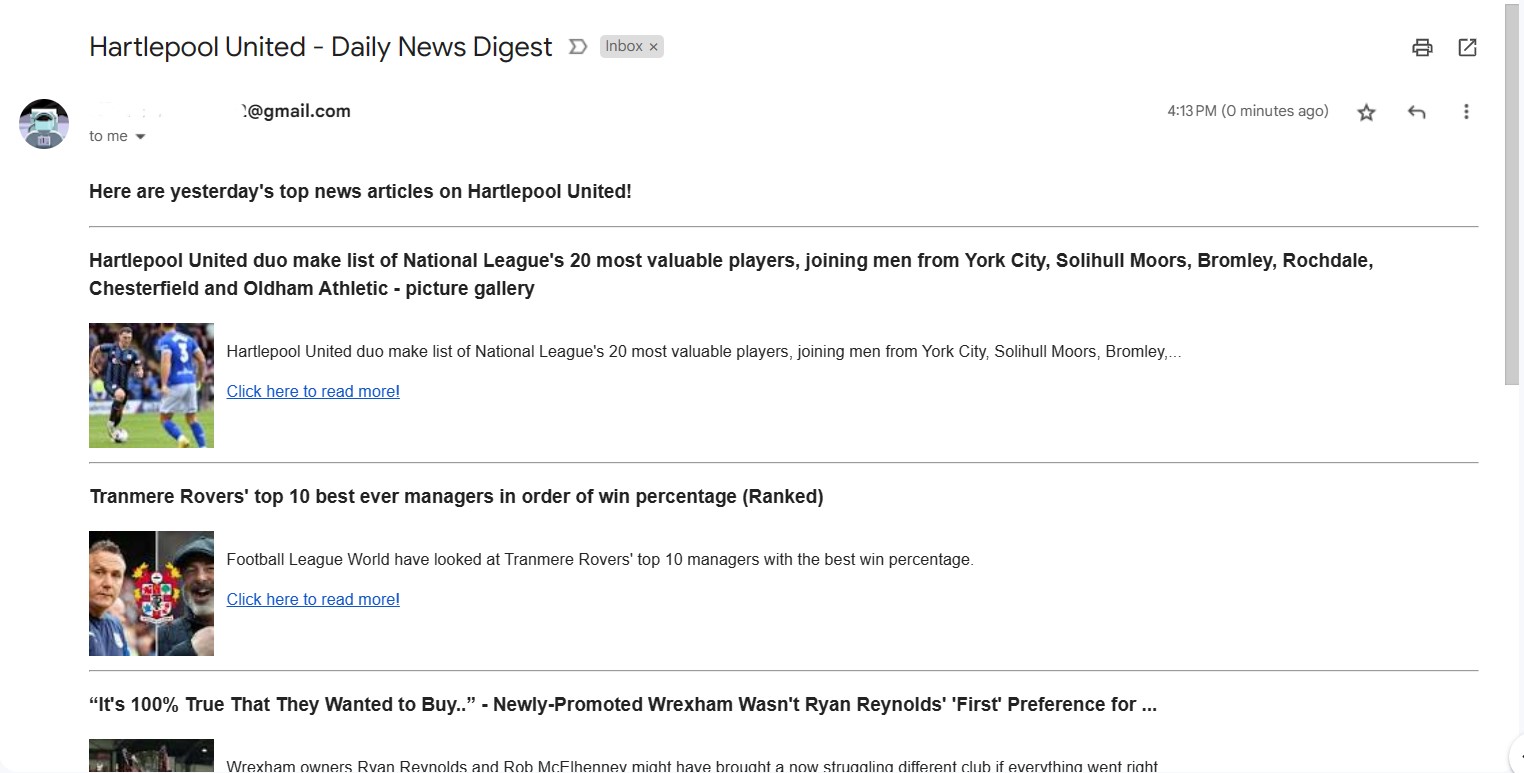 Hartlepool United - Daily News Digest
Inbox ×
@gmail.com
4:13 PM (0 minutes ago)
to me
Here are yesterday's top news articles on Hartlepool United!
Hartlepool United duo make list of National League's 20 most valuable players, joining men from York City, Solihull Moors, Bromley, Rochdale,
Chesterfield and Oldham Athletic - picture gallery
Hartlepool United duo make list of National League's 20 most valuable players, joining men from York City, Solihull Moors, Bromley,...
Click here to read more!
Tranmere Rovers' top 10 best ever managers in order of win percentage (Ranked)
Football League World have looked at Tranmere Rovers' top 10 managers with the best win percentage.
Click here to read more!
“It's 100% True That They Wanted to Buy..” - Newly-Promoted Wrexham Wasn't Ryan Reynolds' 'First' Preference for ...
Wrexham owners Ryan Reynolds and Rob McElhenney might have brought a now struggling different club if everything went right